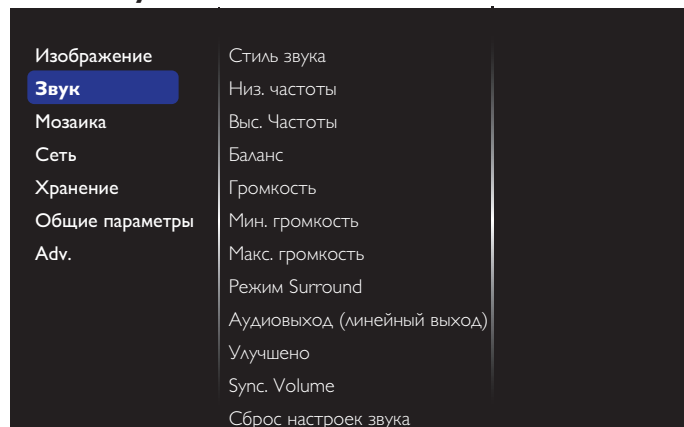 Изображение
Звук
Мозаика
Сеть
Хранение
Общие параметры
Adv.
Стиль звука
Низ. частоты
Выс. Частоты
Баланс
Громкость
Мин. громкость
Макс. громкость
Режим Surround
Аудиовыход (линейный выход)
Улучшено
Sync. Volume
Сброс настроек звука